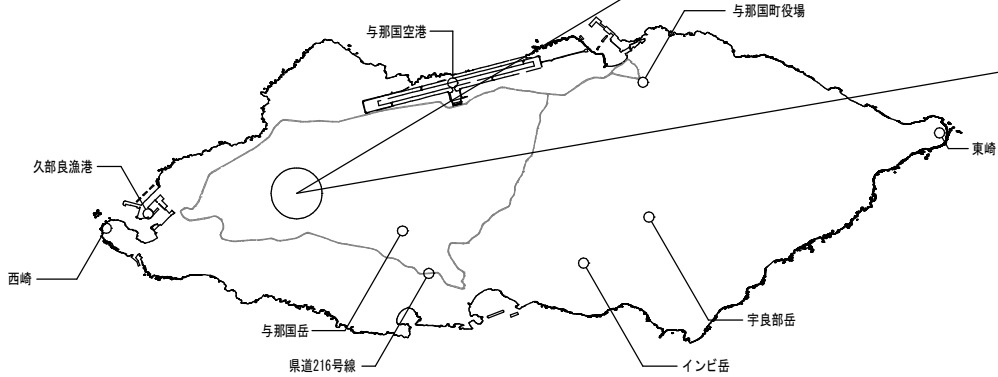 与那国町役場
与那国空港
東崎
久部良漁港
西崎
与那国岳
宇良部岳
県道216号線
インビ岳